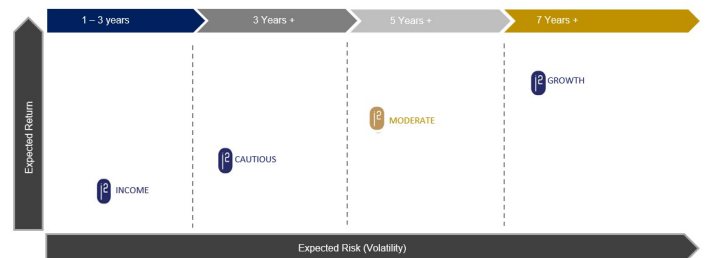 1 – 3 years
3 Years +
5 Years +
7 Years +
Expected Return
GROWTH
MODERATE
CAUTIOUS
INCOME
Expected Risk (Volatility)